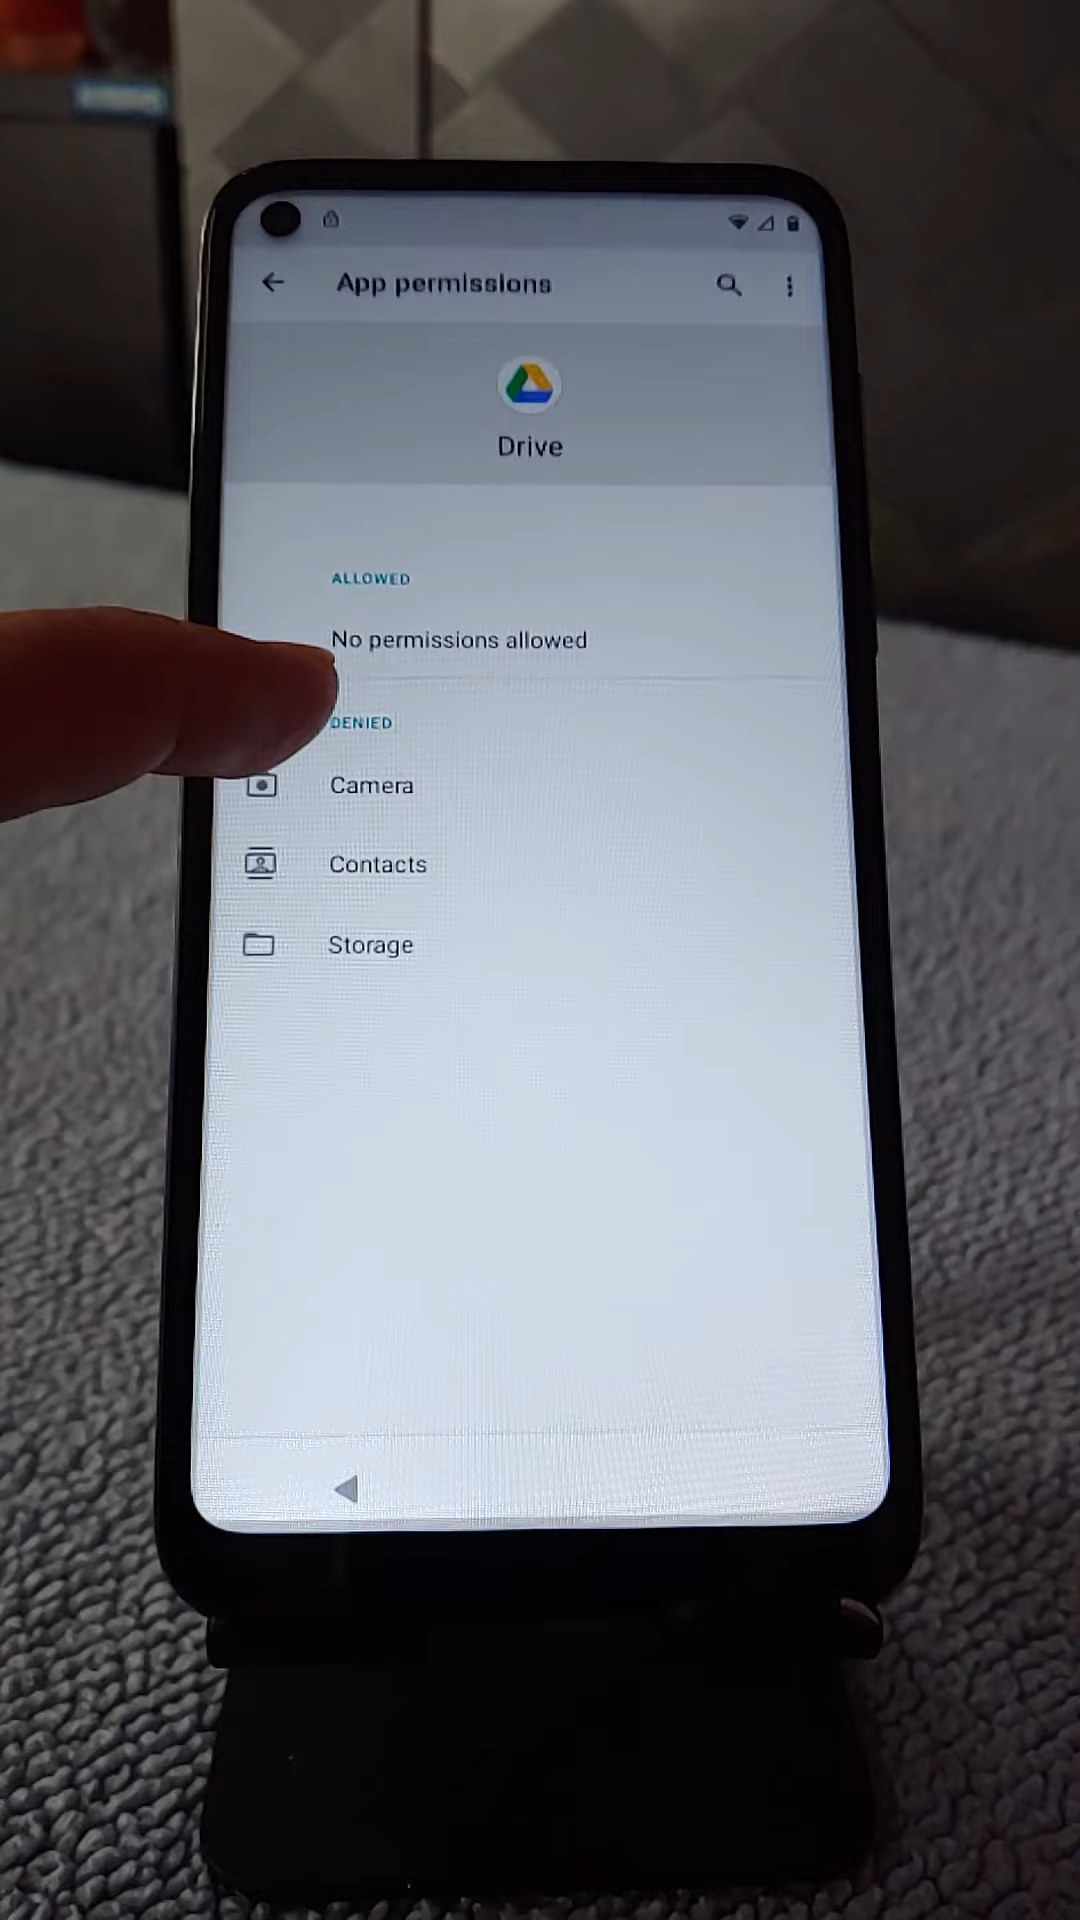 App permissions
Drive
ALLOWED
No permissions allowed
DENIED
Camera
Contacts
Storage